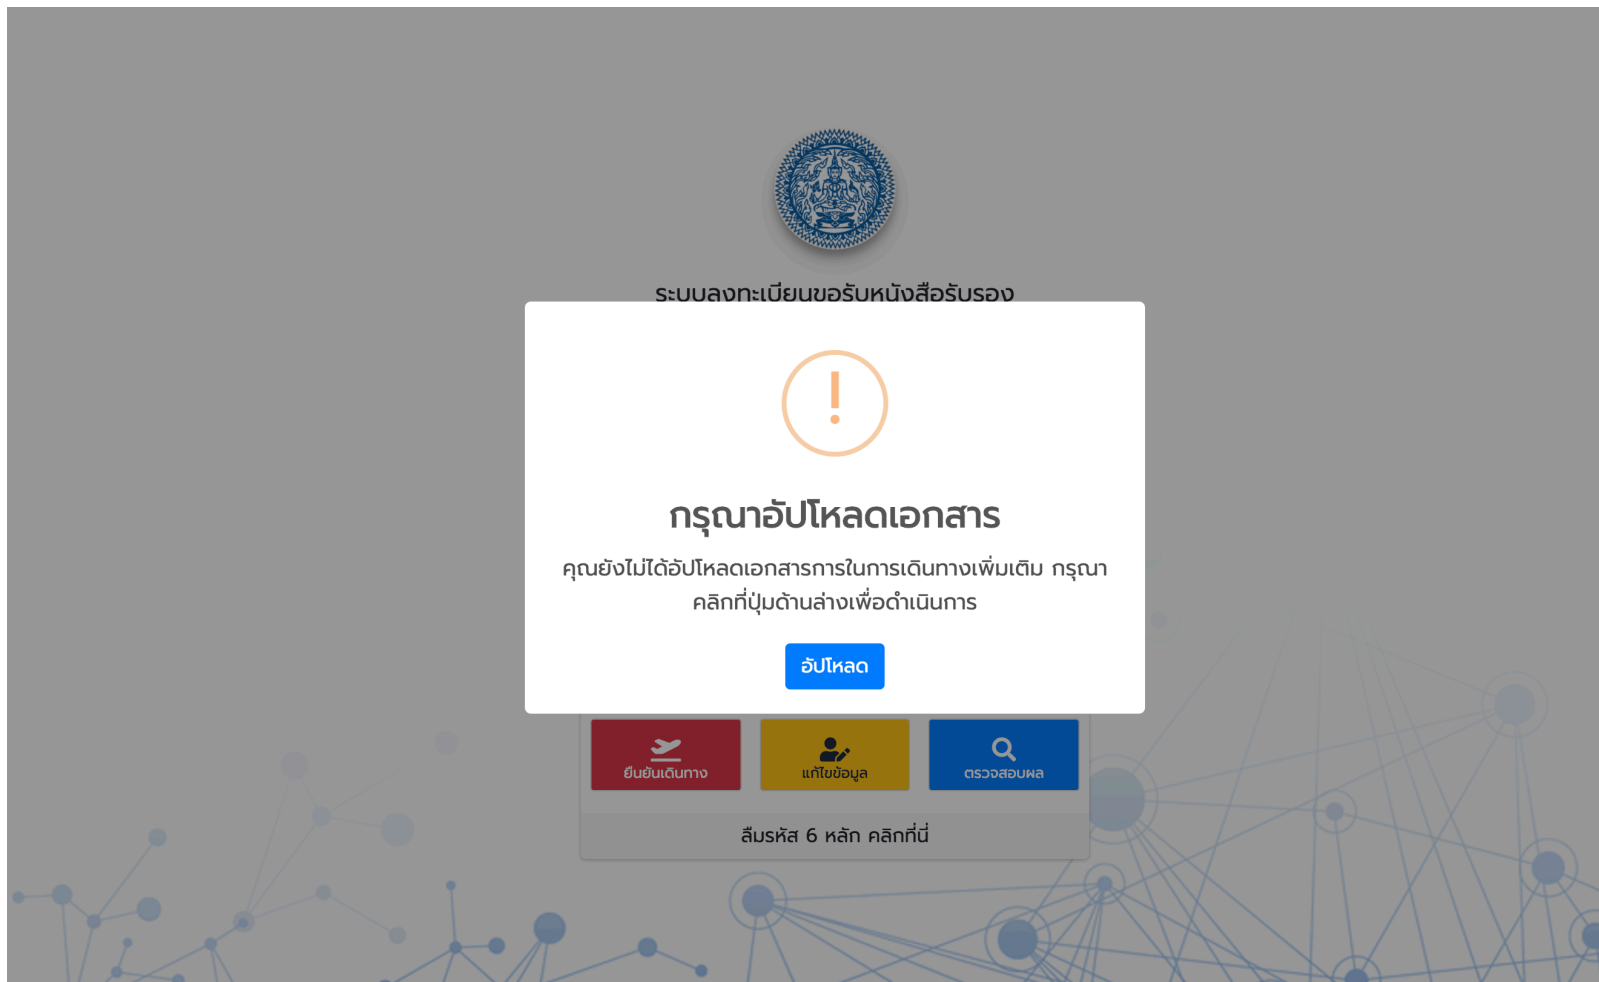 ระบบลงทะเบียนขอรับหนังสือรับรอง
กรุณาอัปโหลดเอกสาร
คุณยังไม่ได้อัปโหลดเอกสารการในการเดินทางเพิ่มเติม กรุณา
คลิกที่ปุ่มด้านล่างเพื่อดำเนินการ
อัปโหลด
ยืนยันเดินทาง
แก้ไขข้อมูล
ตรวจสอบผล
ลืมรหัส 6 หลัก คลิกที่นี่